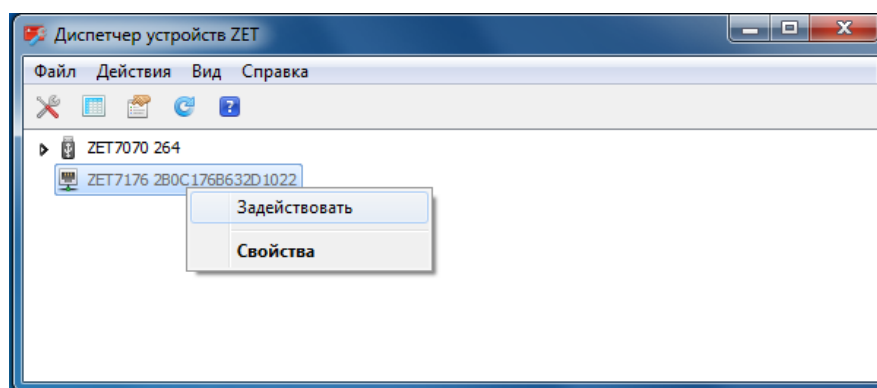 Диспетчер устройств ZET
Файл Действия Вид Справка
ZET7070 264
ZET7176 2B0C176B632D1022
Задействовать
Свойства